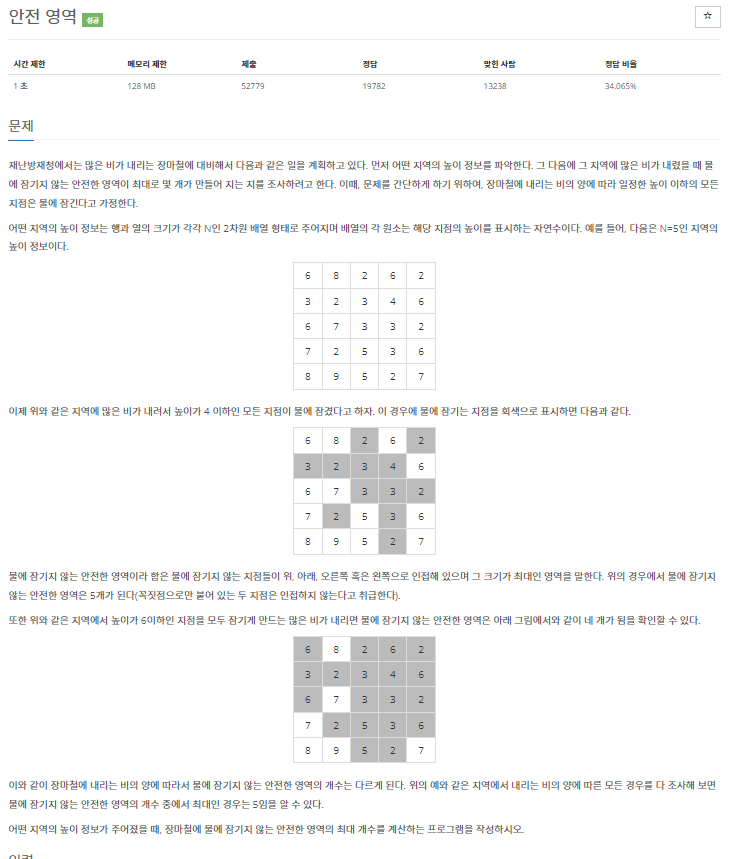 안전 영역 성공
☆
시간 제한 메모리 제한 제출 정답 맞힌 사람 정답 비율
1 초 128 MB 52779 19782 13238 34.065%
문제
재난방재청에서는 많은 비가 내리는 장마철에 대비해서 다음과 같은 일을 계획하고 있다. 먼저 어떤 지역의 높이 정보를 파악한다. 그 다음에 그 지역에 많은 비가 내렸을 때 물
에 잠기지 않는 안전한 영역이 최대로 몇 개가 만들어 지는 지를 조사하려고 한다. 이때, 문제를 간단하게 하기 위하여, 장마철에 내리는 비의 양에 따라 일정한 높이 이하의 모든
지점은 물에 잠긴다고 가정한다.
어떤 지역의 높이 정보는 행과 열의 크기가 각각 N인 2차원 배열 형태로 주어지며 배열의 각 원소는 해당 지점의 높이를 표시하는 자연수이다. 예를 들어, 다음은 N=5인 지역의
높이 정보이다.
6 8 2 6 2
3 2 3 4 6
6 7 3 3 2
7 2 5 3 6
8 9 5 2 7
이제 위와 같은 지역에 많은 비가 내려서 높이가 4 이하인 모든 지점이 물에 잠겼다고 하자. 이 경우에 물에 잠기는 지점을 회색으로 표시하면 다음과 같다.
6 8 2 6 2
3 2 3 4 6
6 7 3 3 2
7 2 5 3 6
8 9 5 2 7
물에 잠기지 않는 안전한 영역이라 함은 물에 잠기지 않는 지점들이 위, 아래, 오른쪽 혹은 왼쪽으로 인접해 있으며 그 크기가 최대인 영역을 말한다. 위의 경우에서 물에 잠기지
않는 안전한 영역은 5개가 된다(꼭짓점으로만 붙어 있는 두 지점은 인접하지 않는다고 취급한다).
또한 위와 같은 지역에서 높이가 6이하인 지점을 모두 잠기게 만드는 많은 비가 내리면 물에 잠기지 않는 안전한 영역은 아래 그림에서와 같이 네 개가 됨을 확인할 수 있다.
6 8 2 6 2
3 2 3 4 6
6 7 3 3 2
7 2 5 3 6
8 9 5 2 7
이와 같이 장마철에 내리는 비의 양에 따라서 물에 잠기지 않는 안전한 영역의 개수는 다르게 된다. 위의 예와 같은 지역에서 내리는 비의 양에 따른 모든 경우를 다 조사해 보면
물에 잠기지 않는 안전한 영역의 개수 중에서 최대인 경우는 5임을 알 수 있다.
어떤 지역의 높이 정보가 주어졌을 때, 장마철에 물에 잠기지 않는 안전한 영역의 최대 개수를 계산하는 프로그램을 작성하시오.